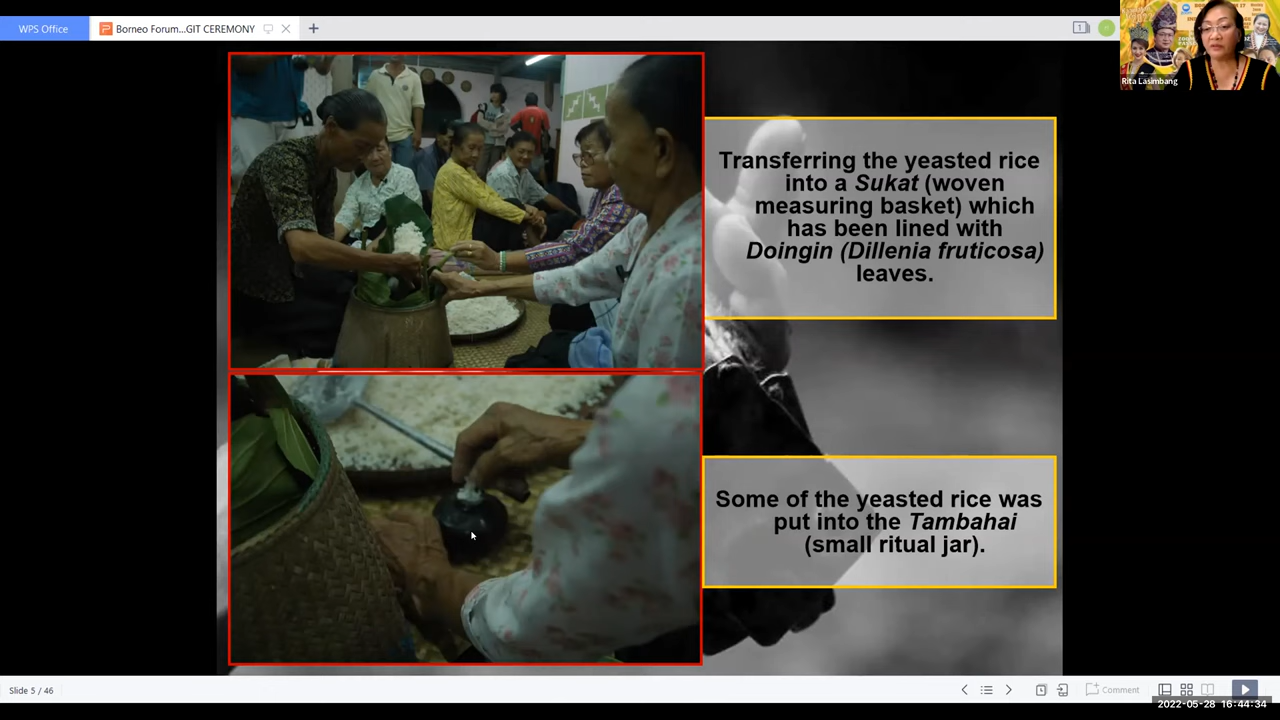 WPS Office
Borneo Forum...GIT CEREMONY
1
Rita Lasimbang
Transferring the yeasted rice
into a Sukat (woven
measuring basket) which
has been lined with
Doingin (Dillenia fruticosa)
leaves.
Some of the yeasted rice was
put into the Tambahai
(small ritual jar).
Slide 5 / 46
Comment
2022-05-28 16:44:34